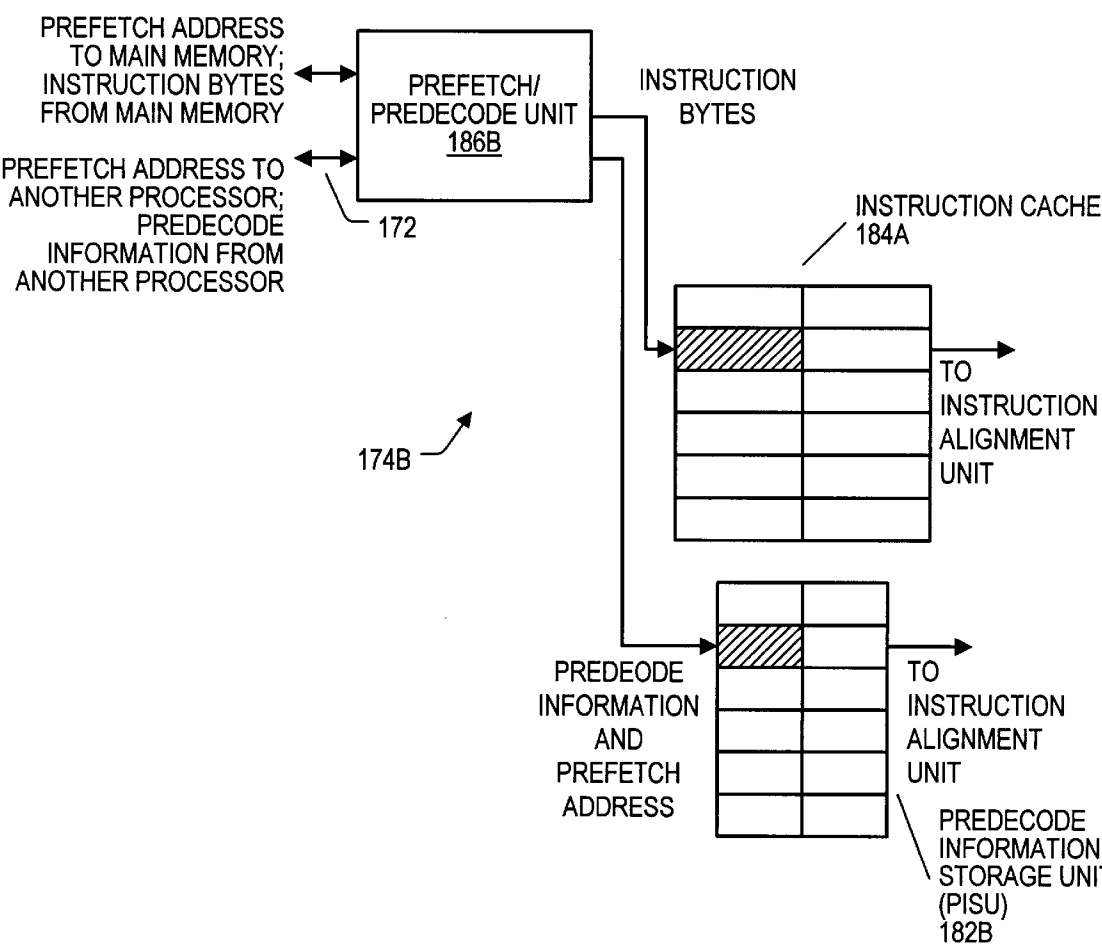 PREFETCH ADDRESS
TO MAIN MEMORY;
INSTRUCTION BYTES
FROM MAIN MEMORY
PREFETCH/
PREDECODE UNIT
186B
INSTRUCTION
BYTES
PREFETCH ADDRESS TO
ANOTHER PROCESSOR;
PREDECODE
INFORMATION FROM
ANOTHER PROCESSOR
172
INSTRUCTION CACHE
184A
TO
INSTRUCTION
ALIGNMENT
UNIT
174B
PREDEODE
INFORMATION
AND
PREFETCH
ADDRESS
TO
INSTRUCTION
ALIGNMENT
UNIT
PREDECODE
INFORMATION
STORAGE UNI
(PISU)
182B